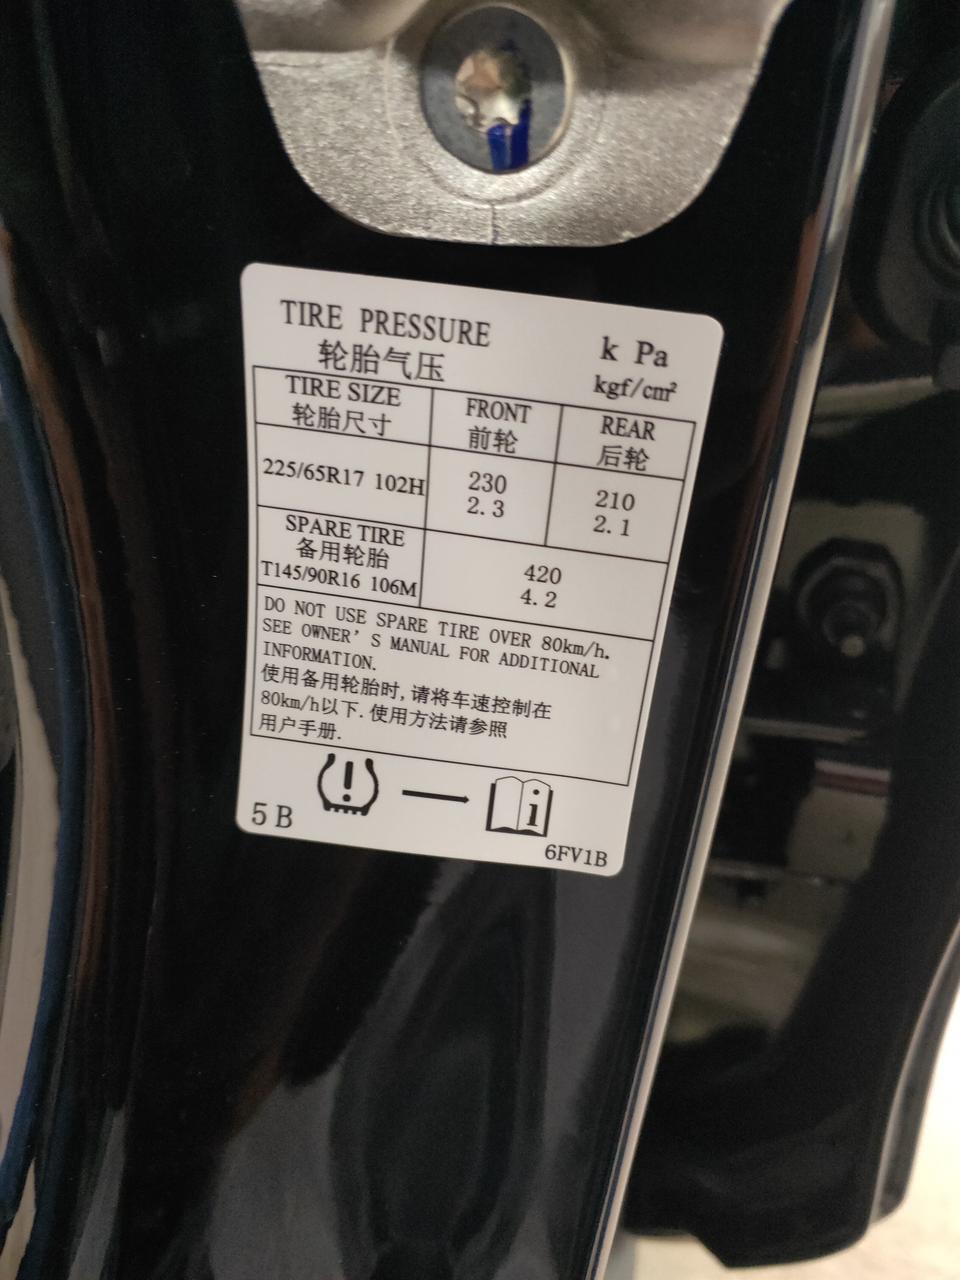 TIRE PRESSURE
轮胎气压
k Pa
kgf/cm²
TIRE SIZE
轮胎尺寸
FRONT
前轮
REAR
后轮
225/65R17 102H
230
2.3
210
2.1
SPARE TIRE
备用轮胎
T145/90R16 106M
420
4.2
DO NOT USE SPARE TIRE OVER 80km/h.
SEE OWNER'S MANUAL FOR ADDITIONAL
INFORMATION.
使用备用轮胎时,请将车速控制在
80km/h以下.使用方法请参照
用户手册.
5B
6FV1B